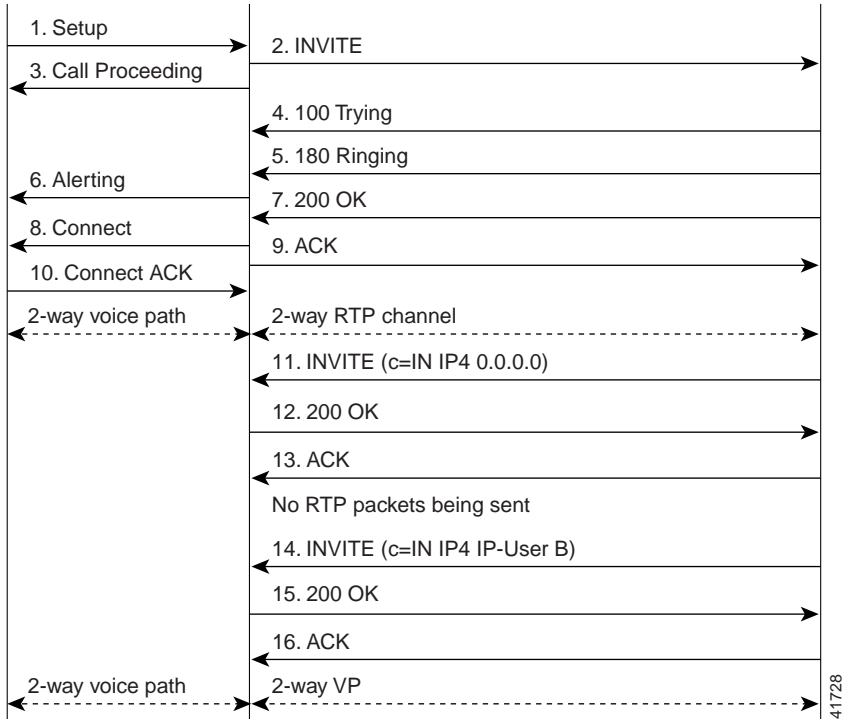 1. Setup
2. INVITE
3. Call Proceeding
4. 100 Trying
5. 180 Ringing
6. Alerting
7. 200 OK
8. Connect
9. ACK
10. Connect ACK
2-way voice path
2-way RTP channel
11. INVITE (c=IN IP4 0.0.0.0)
12. 200 OK
13. ACK
No RTP packets being sent
14. INVITE (c=IN IP4 IP-User B)
15. 200 OK
16. ACK
2-way voice path
2-way VP
41728